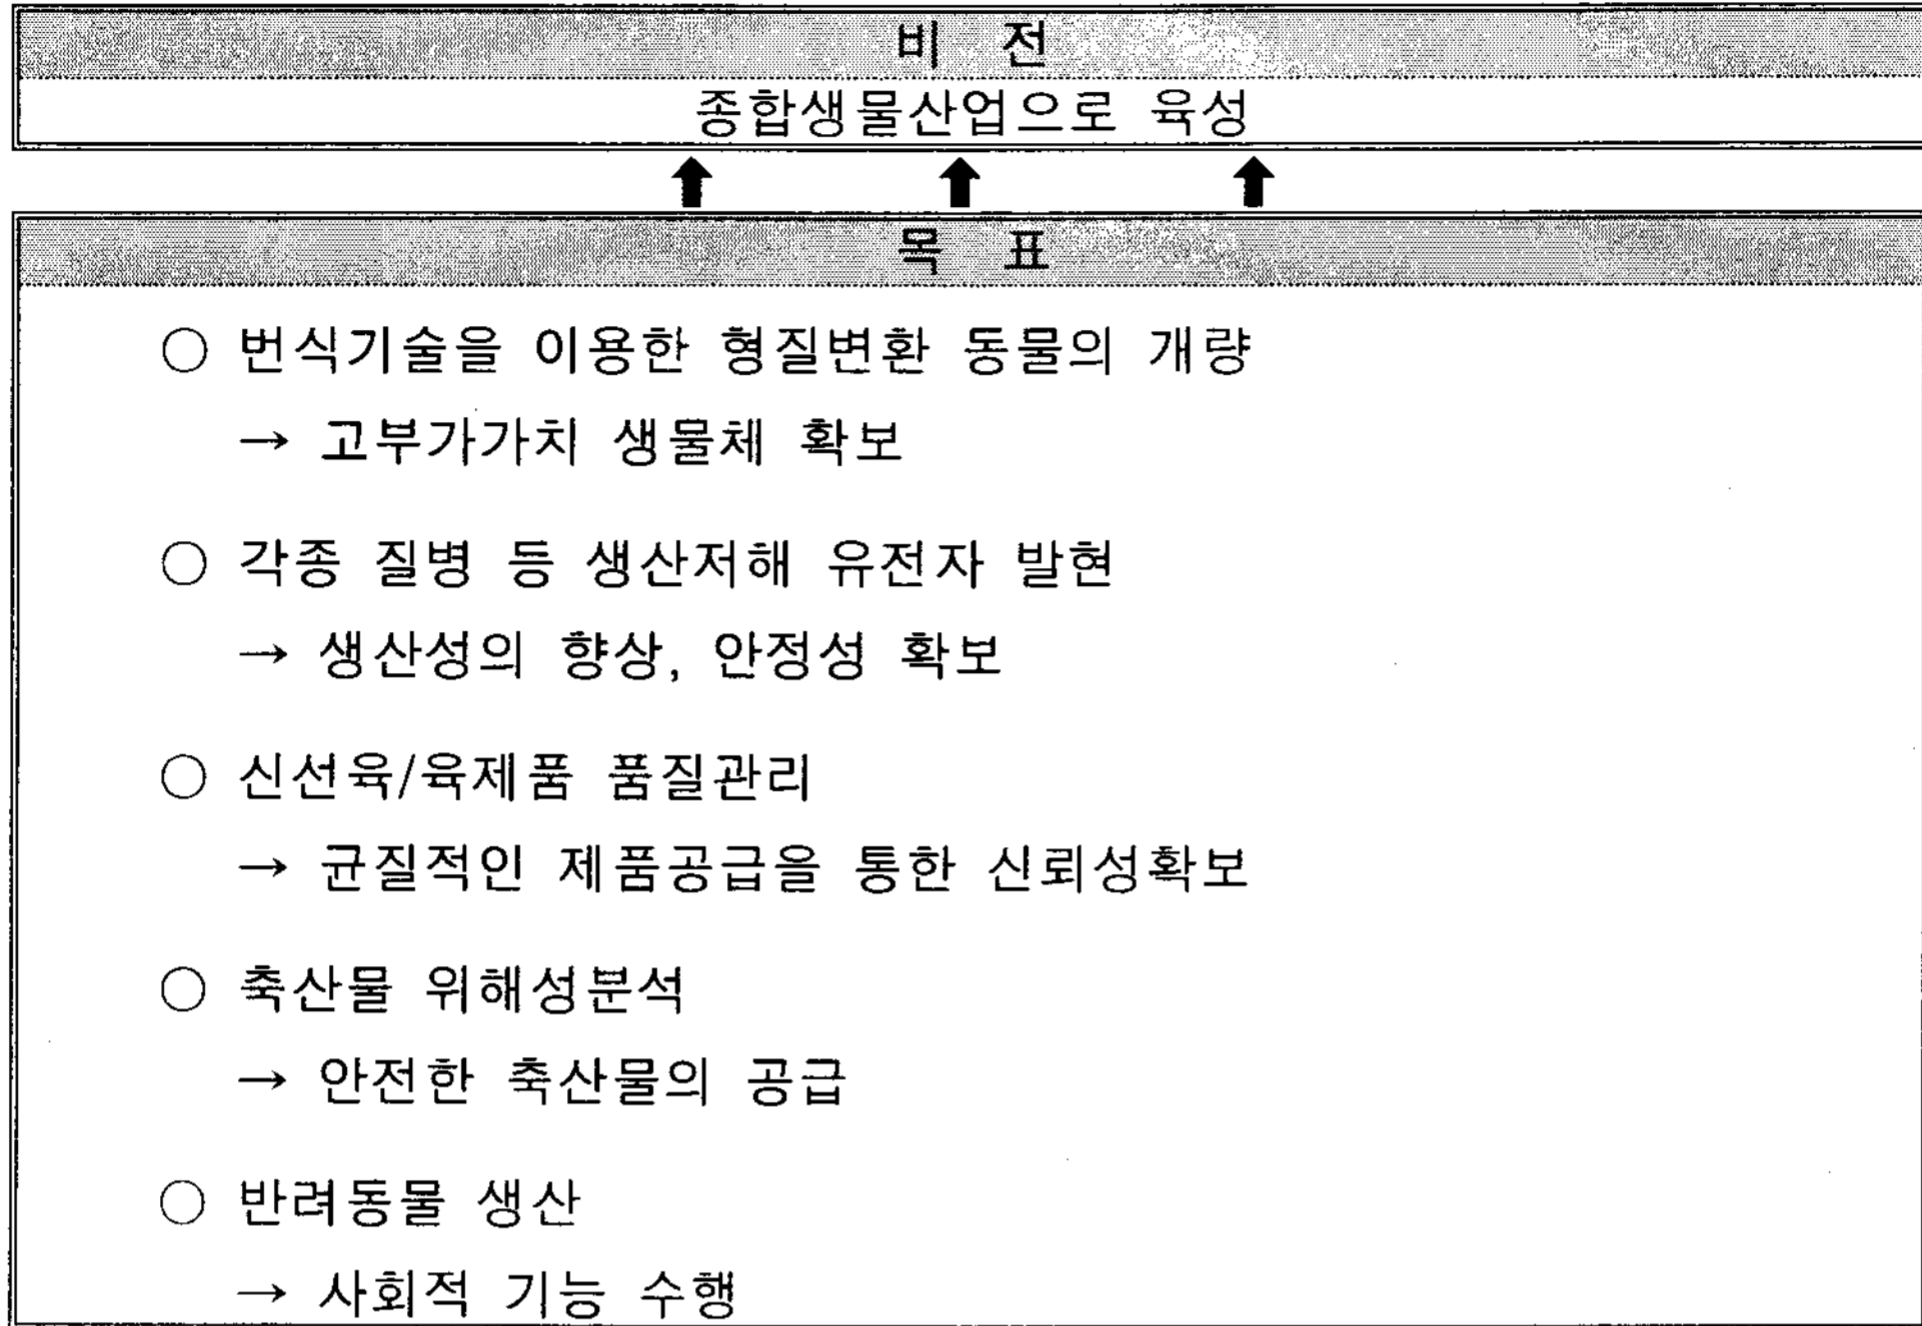 비 전
종합생물산업으로 육성
목 표
○ 번식기술을 이용한 형질변환 동물의 개량
→ 고부가가치 생물체 확보
○ 각종 질병 등 생산저해 유전자 발현
→ 생산성의 향상, 안정성 확보
○ 신선육/육제품 품질관리
→ 균질적인 제품공급을 통한 신뢰성확보
○ 축산물 위해성분석
→ 안전한 축산물의 공급
○ 반려동물 생산
→ 사회적 기능 수행